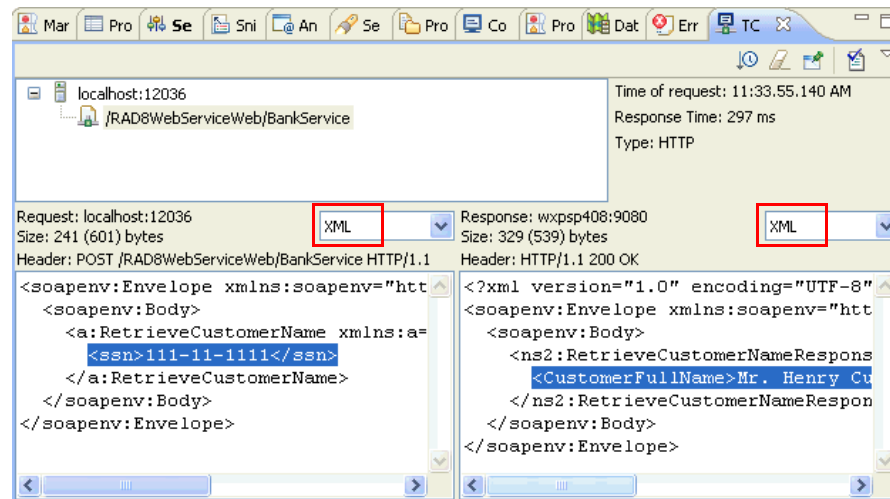 Mar Pro Se Sni An Se Pro Co Pro Dat Err TC
localhost:12036
/RAD8WebServiceWeb/BankService
Time of request: 11:33.55.140 AM
Response Time: 297 ms
Type: HTTP
Request: localhost:12036
Size: 241 (601) bytes
XML
Header: POST /RAD8WebServiceWeb/BankService HTTP/1.1
Response: wxpsp408:9080
Size: 329 (539) bytes
XML
Header: HTTP/1.1 200 OK
<soapenv:Envelope xmlns:soapenv="htt
<soapenv:Body>
<a:RetrieveCustomerName xmlns:a=
<ssn>111-11-1111</ssn>
</a:RetrieveCustomerName>
</soapenv:Body>
</soapenv:Envelope>
<?xml version="1.0" encoding="UTF-8"
<soapenv:Envelope xmlns:soapenv="htt
<soapenv:Body>
<ns2:RetrieveCustomerNameRespons
<CustomerFullName>Mr. Henry Cu
</ns2:RetrieveCustomerNameRespon
</soapenv:Body>
</soapenv:Envelope>